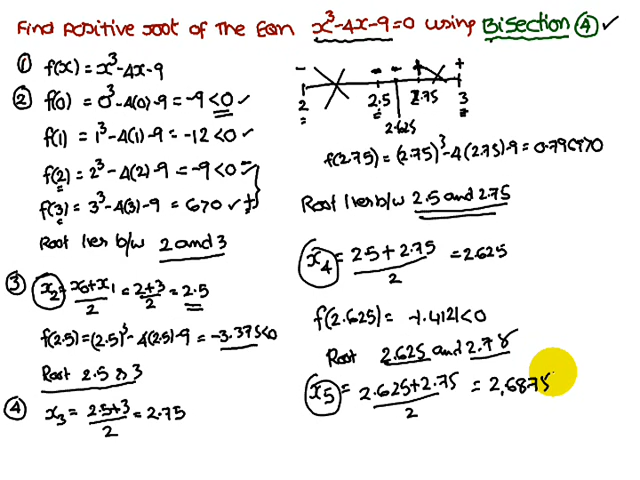 Find positive root of The Eqn x³-4x-9=0 using Bisection ④ ✓
① f(x) = x³-4x-9
② f(0) = 0³-4(0)-9 = -9 <0 ✓
f(1) = 1³-4(1)-9 = -12 <0 ✓
f(2) = 2³-4(2)-9 = -9 <0 -
f(3) = 3³-4(3)-9 = 6>0 ✓ +
Root lies b/w 2 and 3
③ x₂ = x₀+x₁/2 = 2+3/2 = 2.5
f(2.5) = (2.5)³-4(2.5)-9 = -3.375<0
Root 2.5 & 3
④ x₃ = 2.5+3/2 = 2.75
- - - + +
2 2.5 2.75 3
2.625
f(2.75) = (2.75)³-4(2.75)-9 = 0.796970
Root lies b/w 2.5 and 2.75
x₄ = 2.5+2.75/2 = 2.625
f(2.625) = -1.4121<0
Root 2.625 and 2.75
x₅ = 2.625+2.75/2 = 2.6875